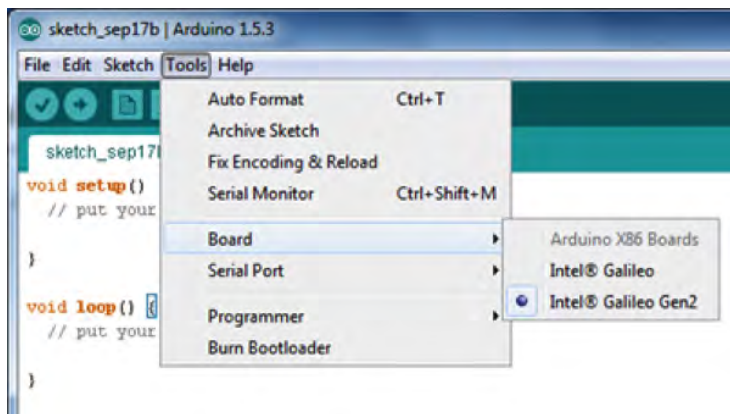 sketch_sep17b | Arduino 1.5.3
File Edit Sketch Tools Help
Auto Format Ctrl+T
Archive Sketch
sketch_sep17
Fix Encoding & Reload
void setup()
Serial Monitor Ctrl+Shift+M
// put your
Board
Arduino X86 Boards
}
Serial Port
Intel® Galileo
void loop() {
Programmer
Intel® Galileo Gen2
// put your
Burn Bootloader
}